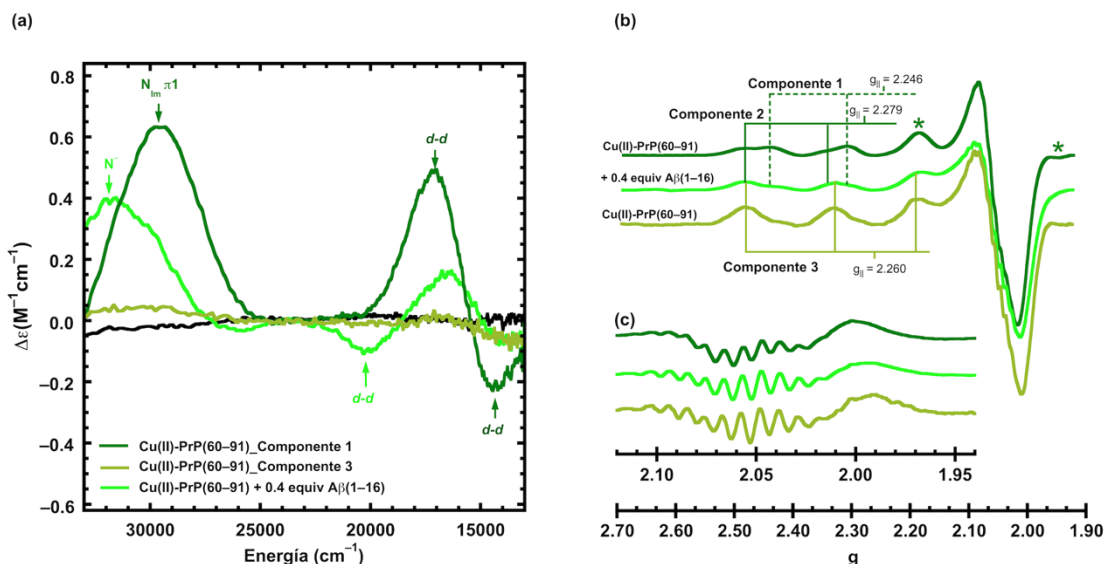 (a)
0.8
0.6
0.4
0.2
0.0
−0.2
−0.4
−0.6
Δε(M⁻¹cm⁻¹)
N_Im π1
N⁻
d-d
d-d
d-d
Cu(II)-PrP(60–91)_Componente 1
Cu(II)-PrP(60–91)_Componente 3
Cu(II)-PrP(60–91) + 0.4 equiv Aβ(1–16)
30000 25000 20000 15000
Energía (cm⁻¹)
(b)
g|| = 2.246
Componente 1
g|| = 2.279
Componente 2
*
*
Cu(II)-PrP(60–91)
+ 0.4 equiv Aβ(1–16)
Cu(II)-PrP(60–91)
Componente 3
g|| = 2.260
(c)
2.10 2.05 2.00 1.94
2.70 2.60 2.50 2.40 2.30 2.20 2.10 2.00 1.90
g